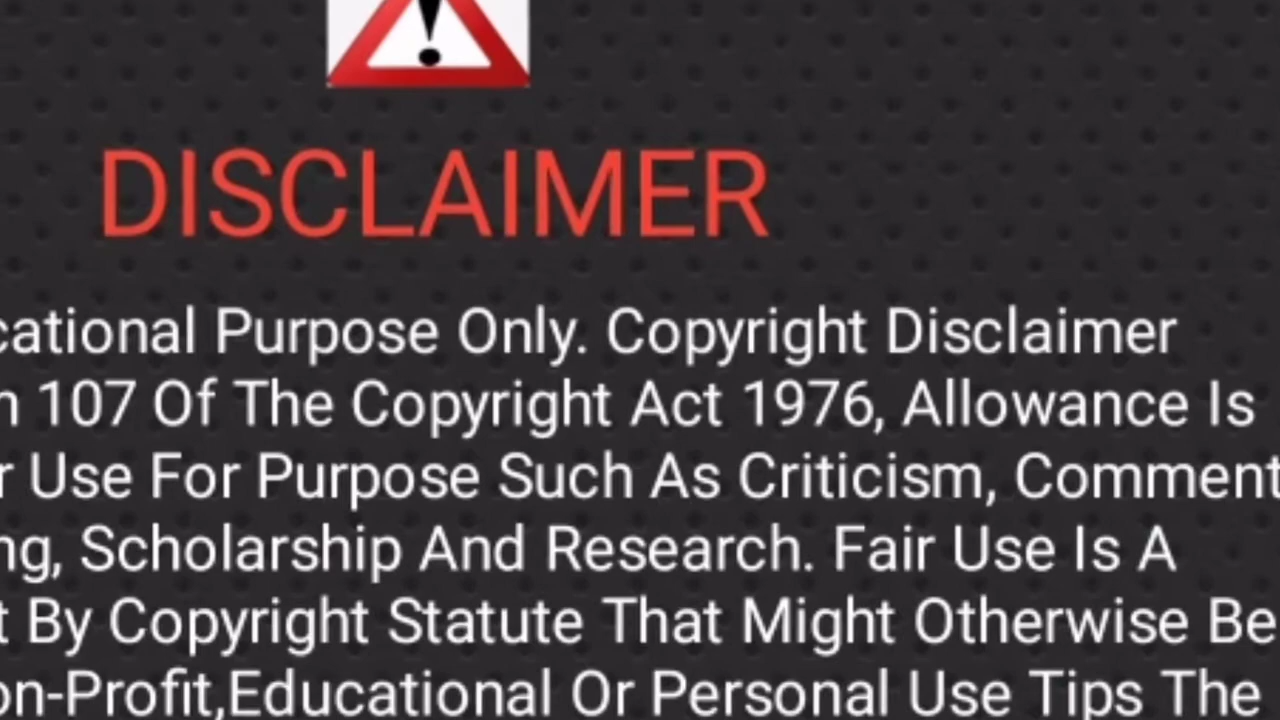 DISCLAIMER
cational Purpose Only. Copyright Disclaimer
n 107 Of The Copyright Act 1976, Allowance Is
r Use For Purpose Such As Criticism, Comment
ng, Scholarship And Research. Fair Use Is A
t By Copyright Statute That Might Otherwise Be
on-Profit,Educational Or Personal Use Tips The